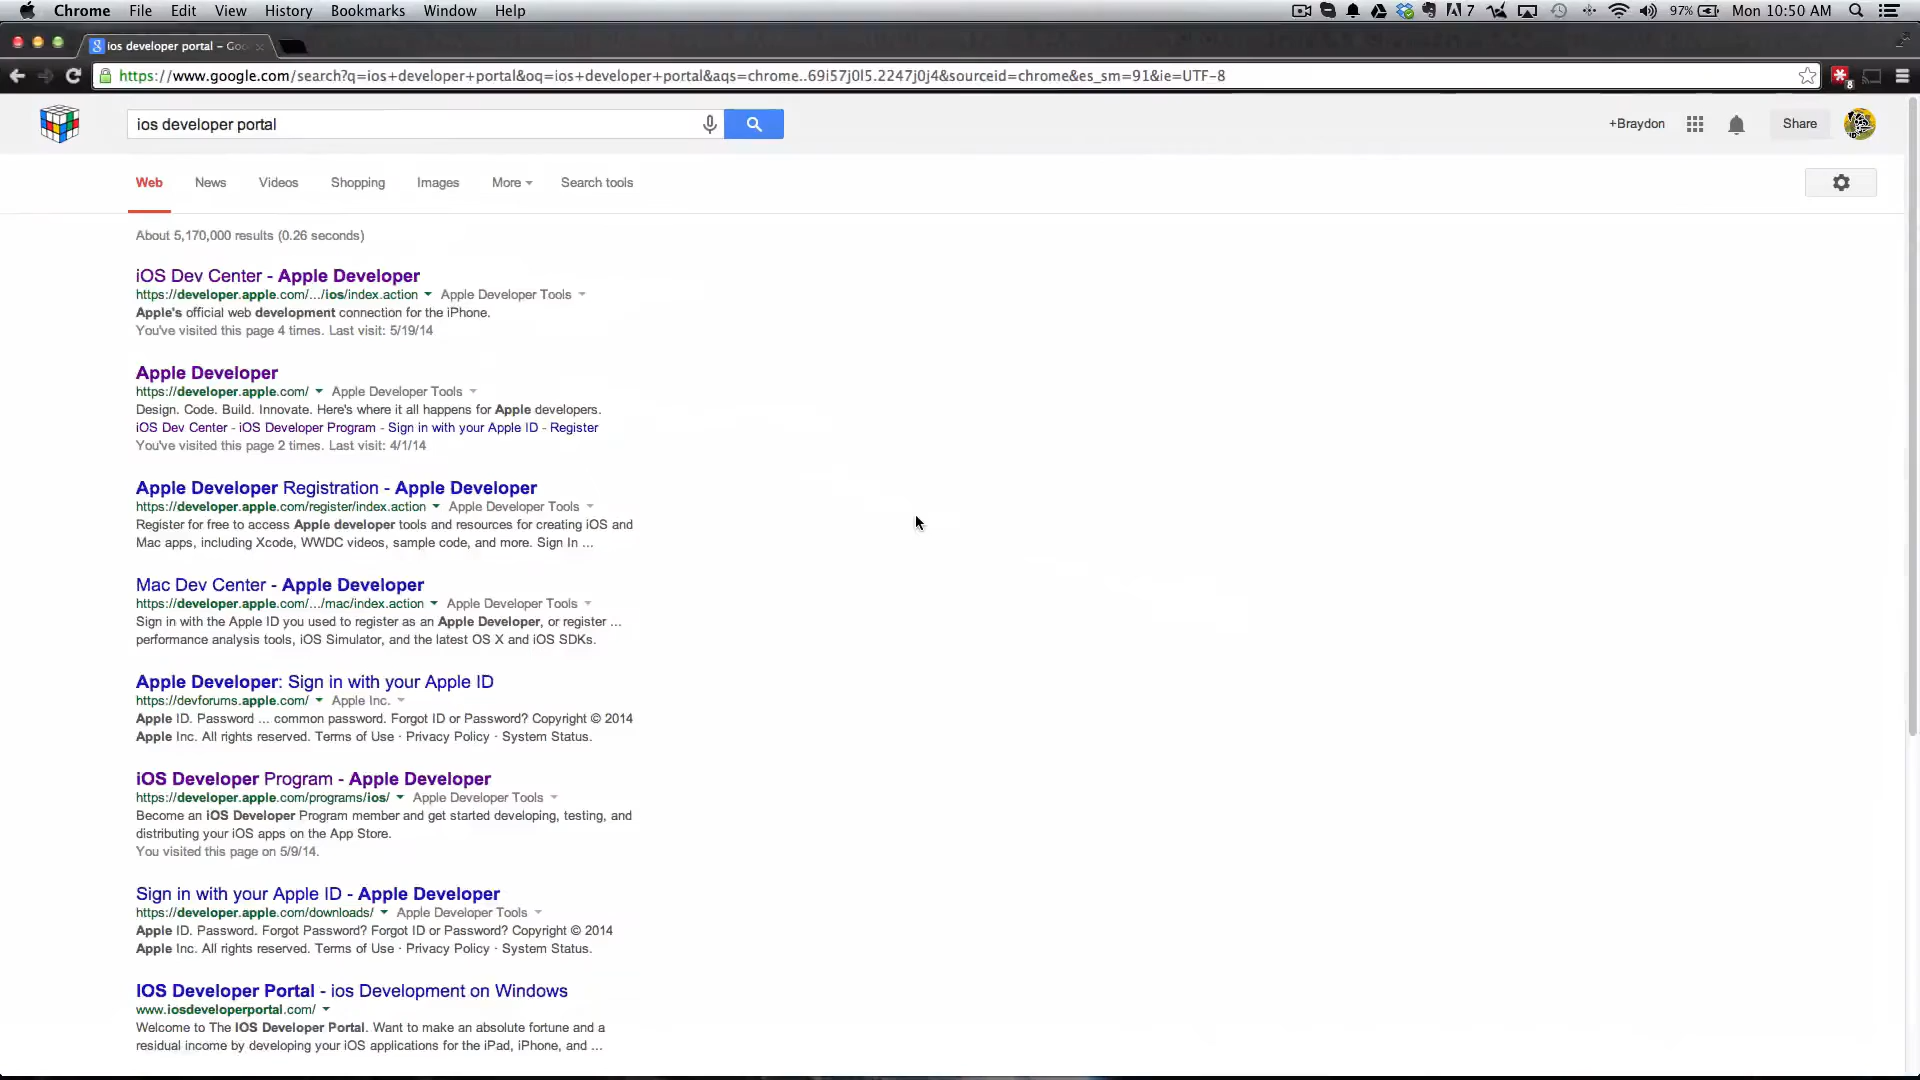 Chrome File Edit View History Bookmarks Window Help 7 97% Mon 10:50 AM
ios developer portal – Goo
https://www.google.com/search?q=ios+developer+portal&oq=ios+developer+portal&aqs=chrome..69i57j0l5.2247j0j4&sourceid=chrome&es_sm=91&ie=UTF-8 8
ios developer portal +Braydon Share
Web News Videos Shopping Images More Search tools
About 5,170,000 results (0.26 seconds)
iOS Dev Center - Apple Developer
https://developer.apple.com/.../ios/index.action Apple Developer Tools
Apple's official web development connection for the iPhone.
You've visited this page 4 times. Last visit: 5/19/14
Apple Developer
https://developer.apple.com/ Apple Developer Tools
Design. Code. Build. Innovate. Here's where it all happens for Apple developers.
iOS Dev Center - iOS Developer Program - Sign in with your Apple ID - Register
You've visited this page 2 times. Last visit: 4/1/14
Apple Developer Registration - Apple Developer
https://developer.apple.com/register/index.action Apple Developer Tools
Register for free to access Apple developer tools and resources for creating iOS and
Mac apps, including Xcode, WWDC videos, sample code, and more. Sign In ...
Mac Dev Center - Apple Developer
https://developer.apple.com/.../mac/index.action Apple Developer Tools
Sign in with the Apple ID you used to register as an Apple Developer, or register ...
performance analysis tools, iOS Simulator, and the latest OS X and iOS SDKs.
Apple Developer: Sign in with your Apple ID
https://devforums.apple.com/ Apple Inc.
Apple ID. Password ... common password. Forgot ID or Password? Copyright © 2014
Apple Inc. All rights reserved. Terms of Use · Privacy Policy · System Status.
iOS Developer Program - Apple Developer
https://developer.apple.com/programs/ios/ Apple Developer Tools
Become an iOS Developer Program member and get started developing, testing, and
distributing your iOS apps on the App Store.
You visited this page on 5/9/14.
Sign in with your Apple ID - Apple Developer
https://developer.apple.com/downloads/ Apple Developer Tools
Apple ID. Password. Forgot Password? Forgot ID or Password? Copyright © 2014
Apple Inc. All rights reserved. Terms of Use · Privacy Policy · System Status.
IOS Developer Portal - ios Development on Windows
www.iosdeveloperportal.com/
Welcome to The IOS Developer Portal. Want to make an absolute fortune and a
residual income by developing your iOS applications for the iPad, iPhone, and ...